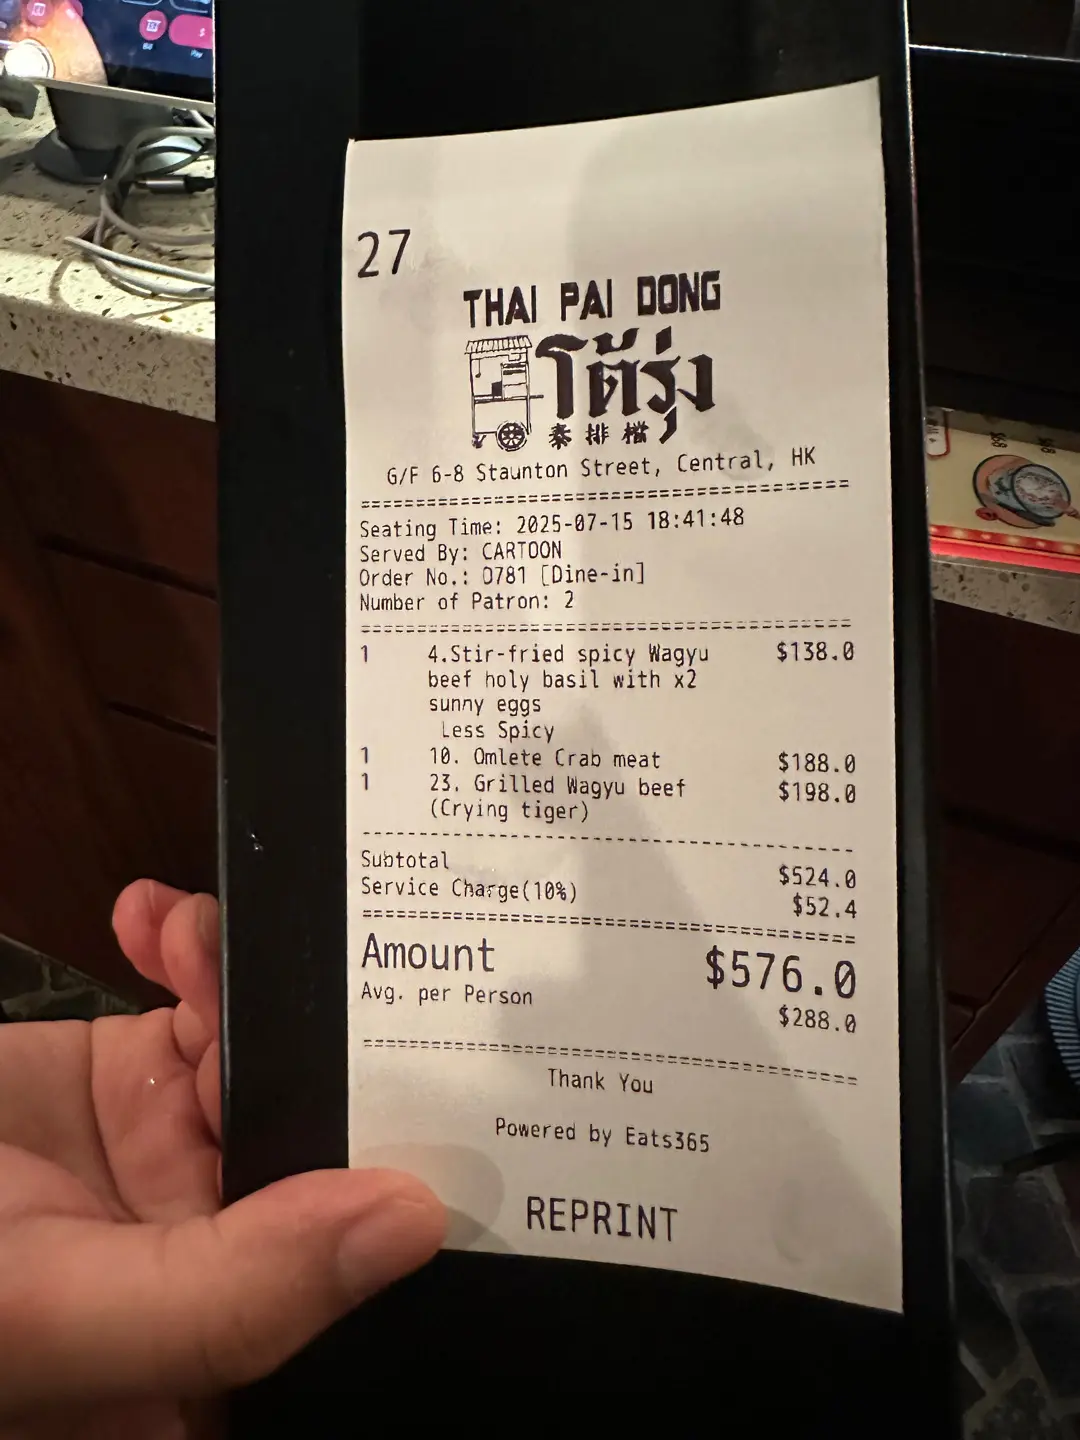 27
THAI PAI DONG
โต้รุ่ง
泰排檔
G/F 6-8 Staunton Street, Central, HK
Seating Time: 2025-07-15 18:41:48
Served By: CARTOON
Order No.: 0781 [Dine-in]
Number of Patron: 2
1 4.Stir-fried spicy Wagyu $138.0
beef holy basil with x2
sunny eggs
Less Spicy
1 10. Omlete Crab meat $188.0
1 23. Grilled Wagyu beef $198.0
(Crying tiger)
Subtotal $524.0
Service Charge(10%) $52.4
Amount $576.0
Avg. per Person $288.0
Thank You
Powered by Eats365
REPRINT